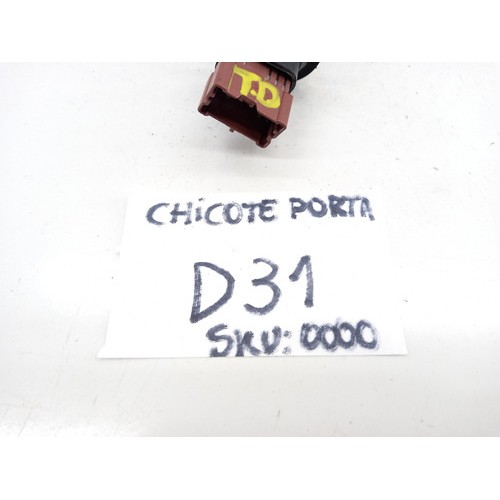 T.D
CHICOTE PORTA
D31
SKU:0000